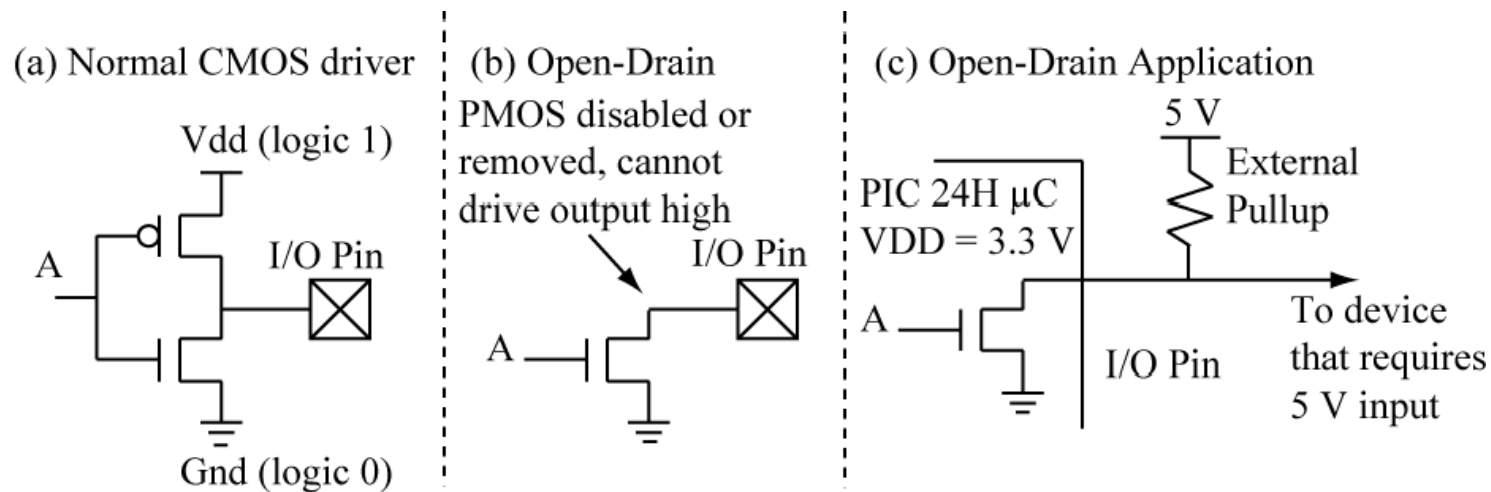 (a) Normal CMOS driver
Vdd (logic 1)
A
I/O Pin
Gnd (logic 0)
(b) Open-Drain
PMOS disabled or
removed, cannot
drive output high
I/O Pin
A
(c) Open-Drain Application
5 V
External
Pullup
PIC 24H μC
VDD = 3.3 V
A
I/O Pin
To device
that requires
5 V input